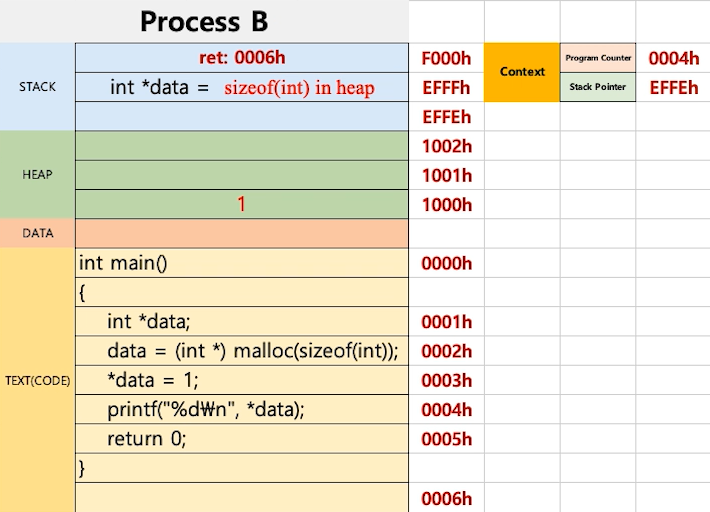 Process B
ret: 0006h F000h Context Program Counter 0004h
STACK int *data = sizeof(int) in heap EFFFh Stack Pointer EFFEh
EFFEh
1002h
HEAP 1001h
1 1000h
DATA
int main() 0000h
{
int *data; 0001h
data = (int *) malloc(sizeof(int)); 0002h
TEXT(CODE) *data = 1; 0003h
printf("%d₩n", *data); 0004h
return 0; 0005h
}
0006h